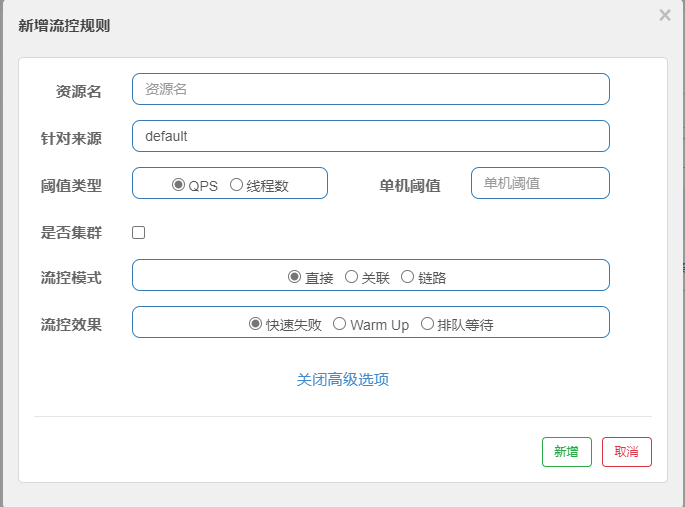 新增流控规则
×
资源名 资源名
针对来源 default
阈值类型 QPS 线程数 单机阈值 单机阈值
是否集群
流控模式 直接 关联 链路
流控效果 快速失败 Warm Up 排队等待
关闭高级选项
新增 取消